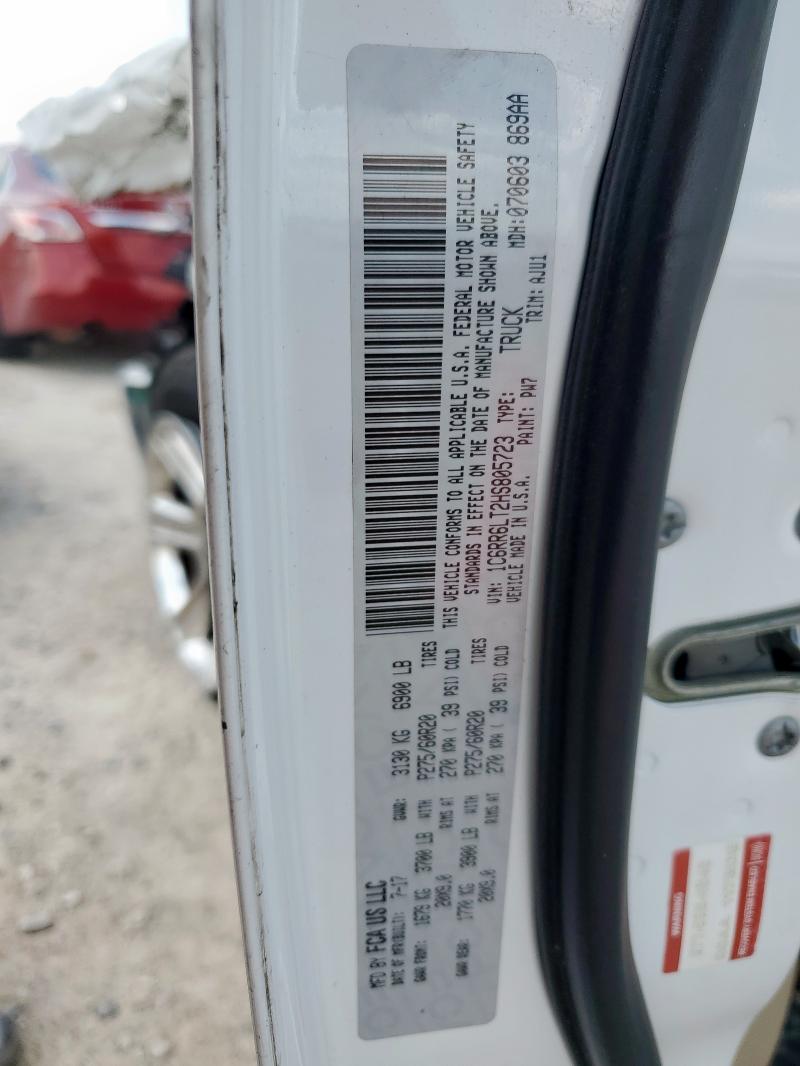 MFD BY FCA US LLC
DATE OF MFR(BUILT): 7-17 GVWR: 3130 KG 6900 LB
GAWR FRONT: 1679 KG 3700 LB WITH P275/60R20 TIRES
20X9.0 RIMS AT 270 KPA ( 39 PSI) COLD
GAWR REAR: 1770 KG 3900 LB WITH P275/60R20 TIRES
20X9.0 RIMS AT 270 KPA ( 39 PSI) COLD
THIS VEHICLE CONFORMS TO ALL APPLICABLE U.S.A. FEDERAL MOTOR VEHICLE SAFETY
STANDARDS IN EFFECT ON THE DATE OF MANUFACTURE SHOWN ABOVE.
VIN: 1C6RR6LT2HS805723 TYPE: TRUCK MDH:070603 869AA
VEHICLE MADE IN U.S.A. PAINT: PW7 TRIM: AJU1
WARNING